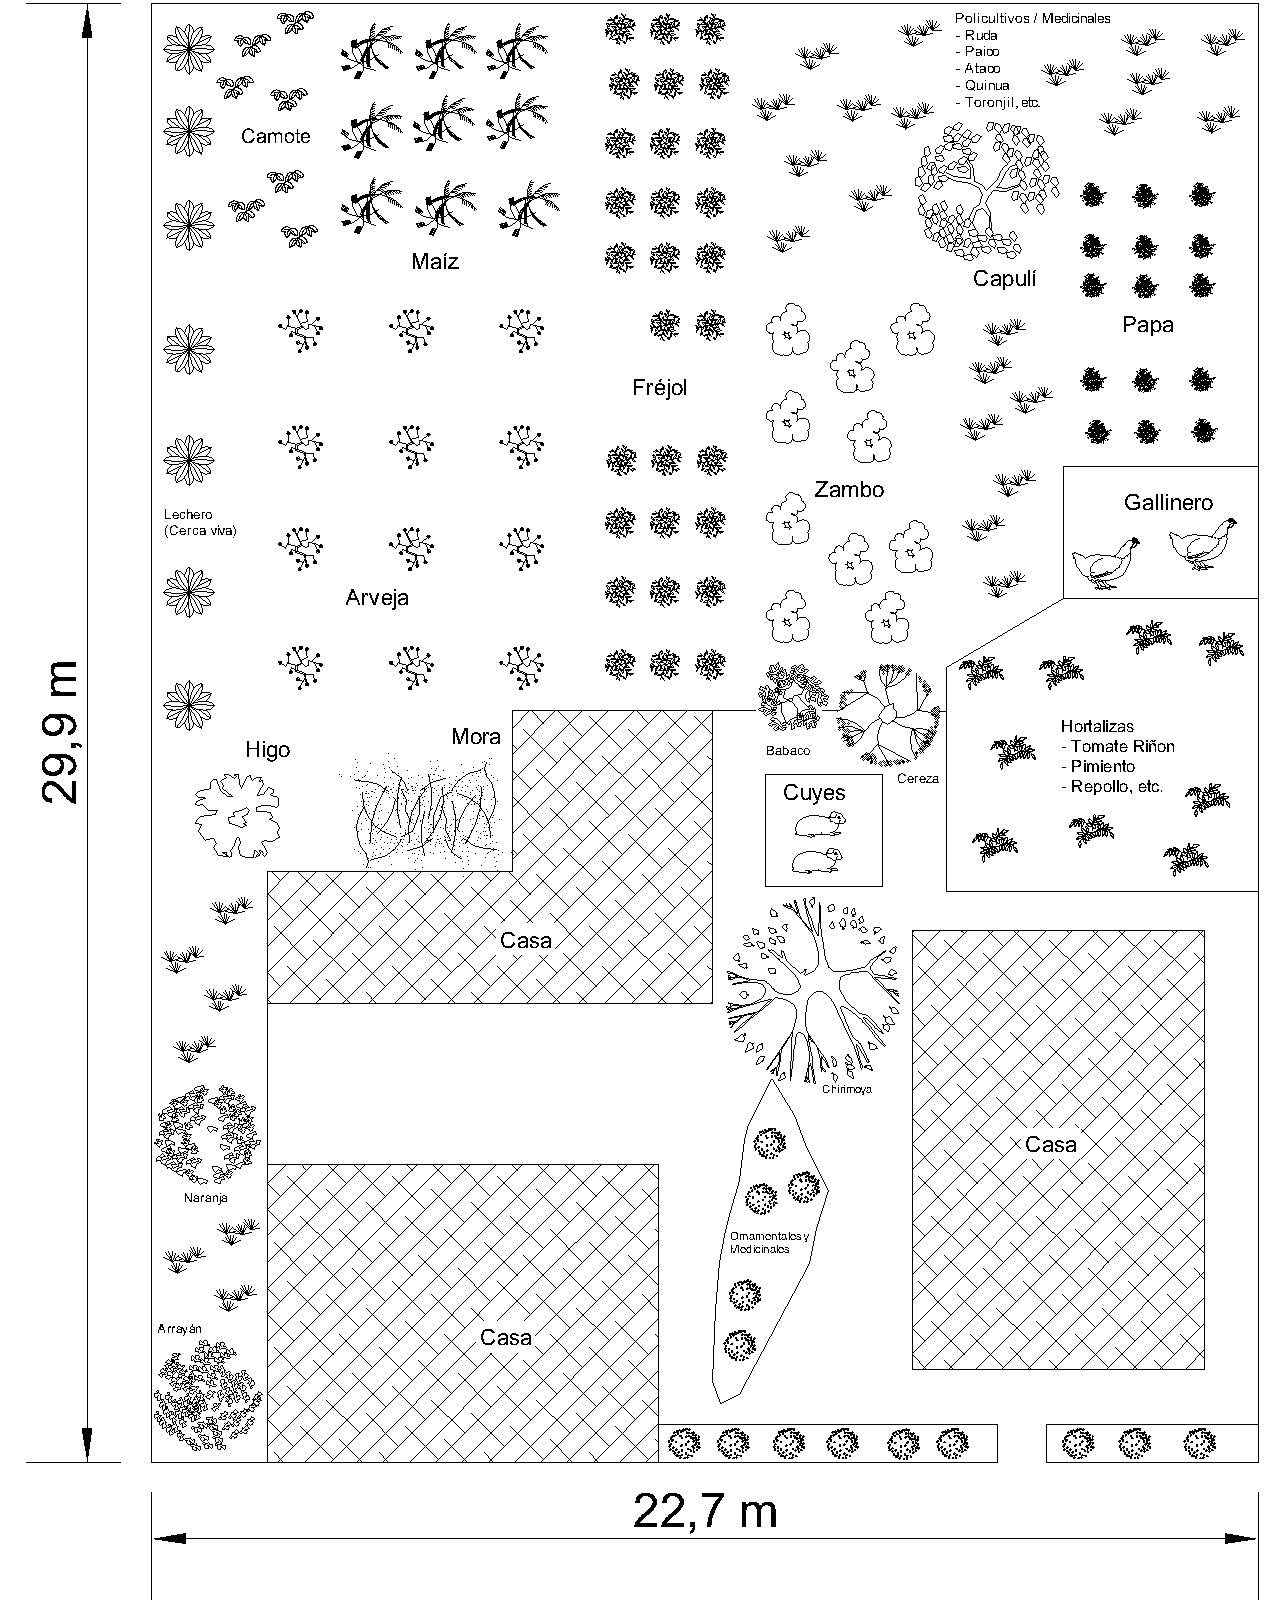 Policultivos / Medicinales
- Ruda
- Paico
- Ataco
- Quinua
- Toronjil, etc.
Camote
Maíz
Capulí
Papa
Fréjol
Zambo
Gallinero
Lechero
(Cerca viva)
Arveja
29,9 m
Higo
Mora
Babaco
Cereza
Hortalizas
- Tomate Riñon
- Pimiento
- Repollo, etc.
Cuyes
Casa
Chirimoya
Casa
Naranja
Ornamentales y
Medicinales
Arrayán
Casa
22,7 m